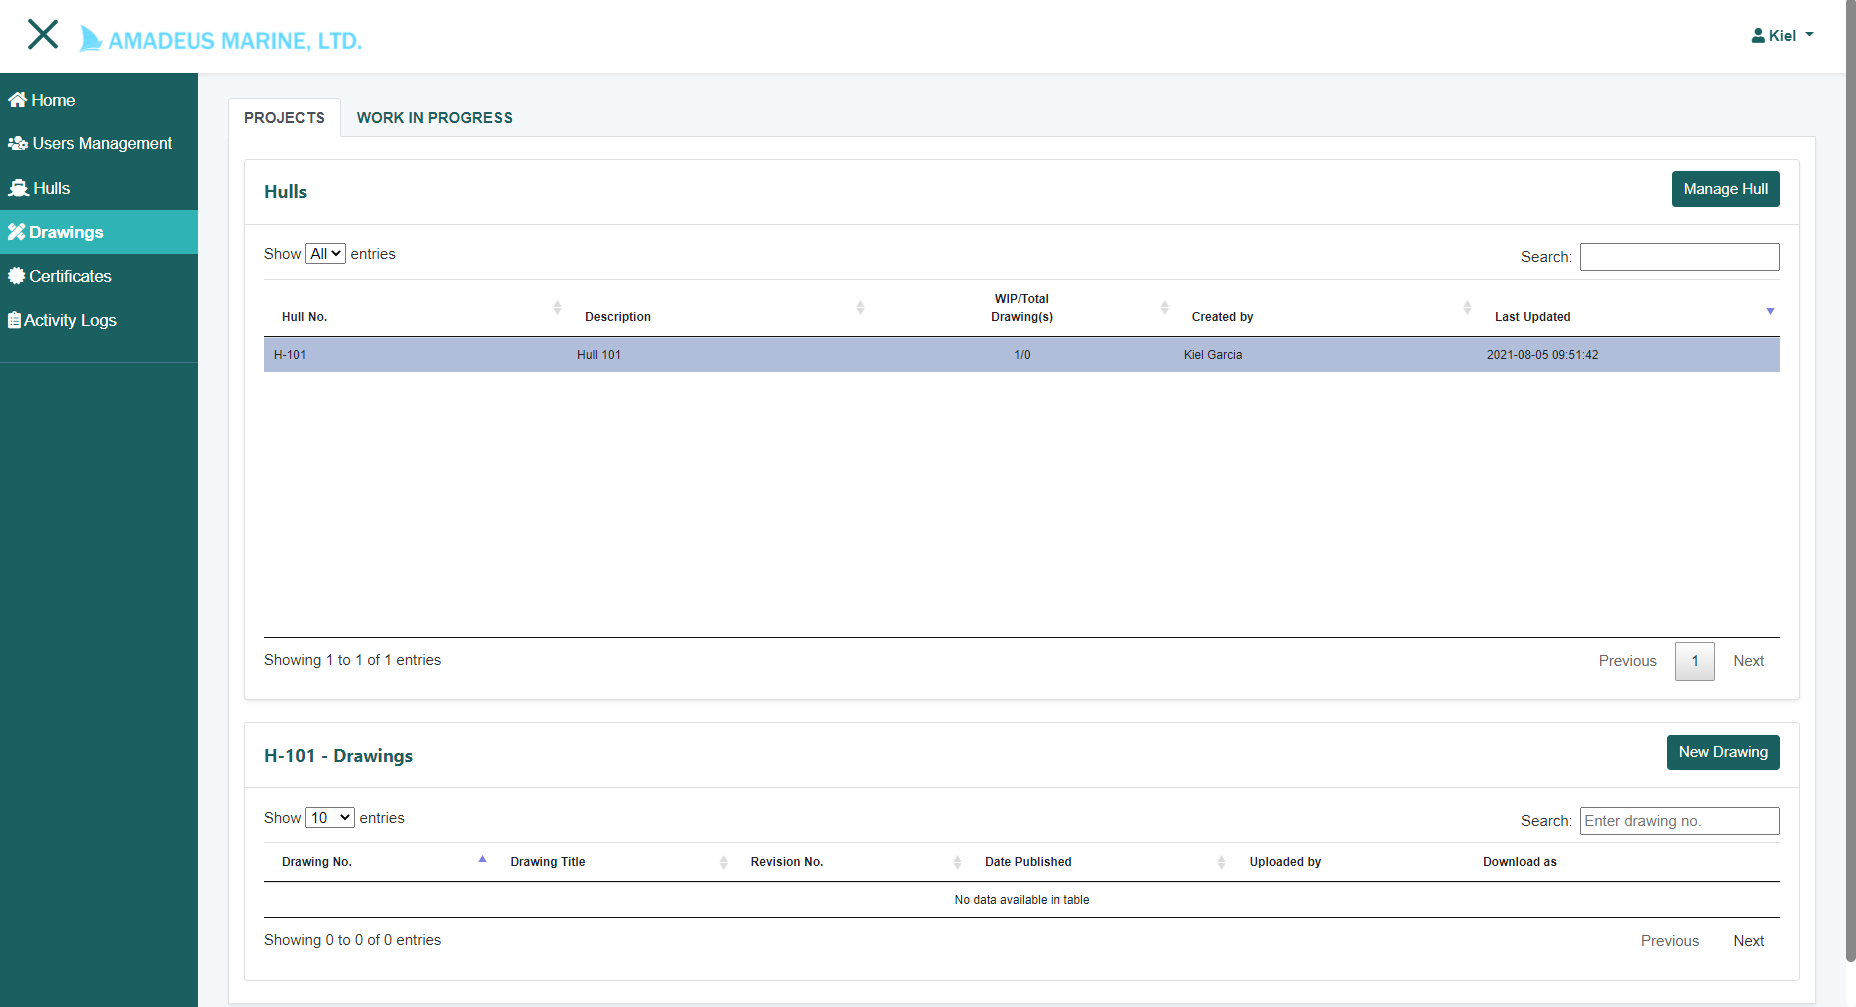 AMADEUS MARINE, LTD.
Kiel
Home
Users Management
Hulls
Drawings
Certificates
Activity Logs
PROJECTS WORK IN PROGRESS
Hulls
Manage Hull
Show All entries
Search:
WIP/Total
Hull No. Description Drawing(s) Created by Last Updated
H-101 Hull 101 1/0 Kiel Garcia 2021-08-05 09:51:42
Showing 1 to 1 of 1 entries
Previous 1 Next
H-101 - Drawings
New Drawing
Show 10 entries
Search: Enter drawing no.
Drawing No. Drawing Title Revision No. Date Published Uploaded by Download as
No data available in table
Showing 0 to 0 of 0 entries
Previous Next